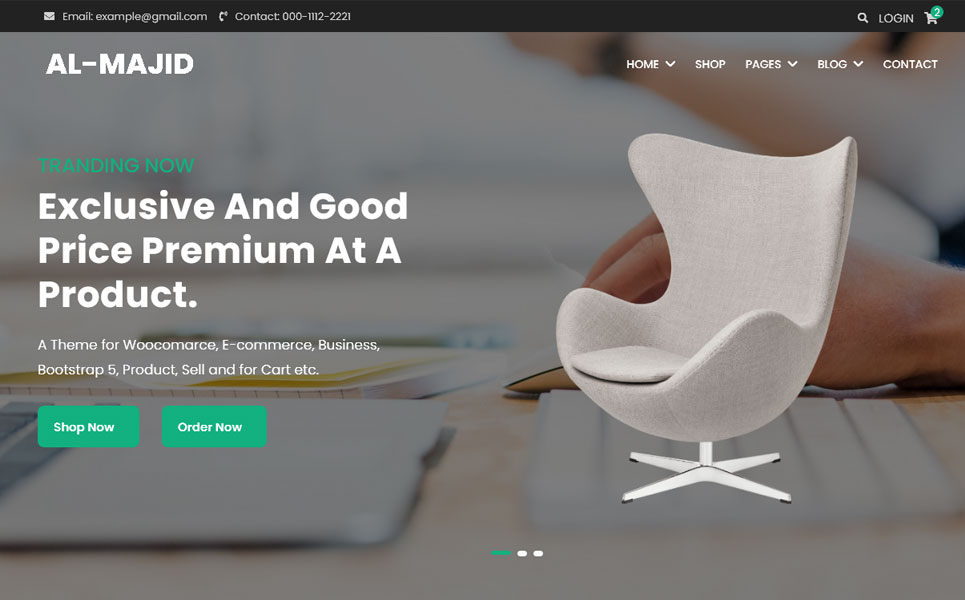 Email: example@gmail.com Contact: 000-1112-2221 LOGIN 2
AL-MAJID HOME SHOP PAGES BLOG CONTACT
TRANDING NOW
Exclusive And Good
Price Premium At A
Product.
A Theme for Woocomarce, E-commerce, Business,
Bootstrap 5, Product, Sell and for Cart etc.
Shop Now Order Now